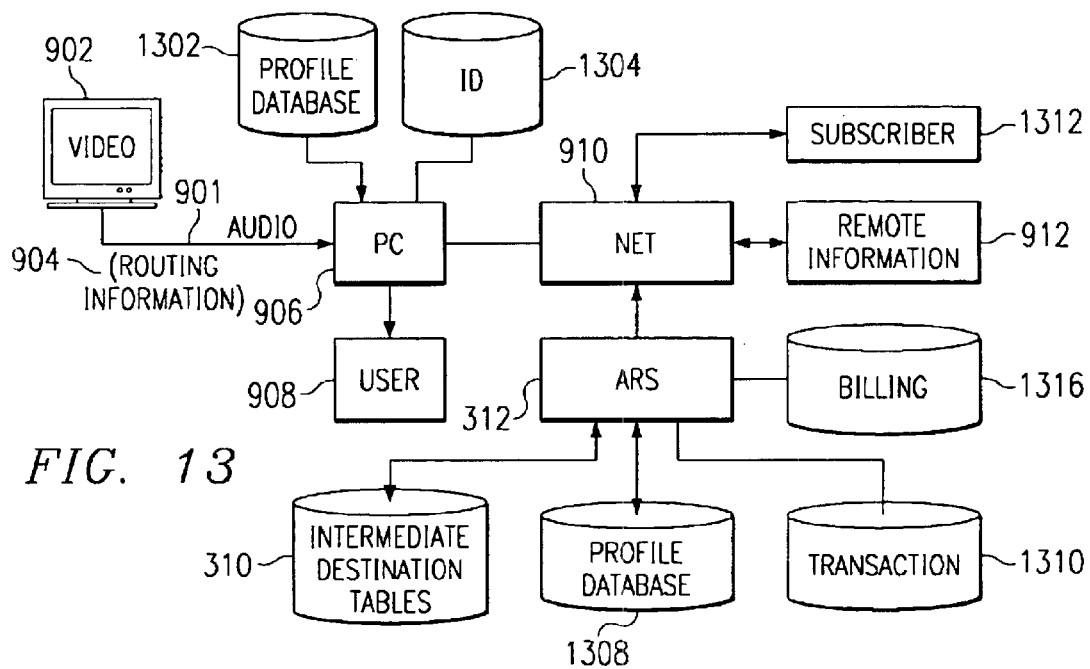 902
1302
PROFILE
DATABASE
ID
1304
VIDEO
901
AUDIO
904
(ROUTING
INFORMATION)
906
PC
910
NET
SUBSCRIBER
1312
REMOTE
INFORMATION
912
USER
908
ARS
312
BILLING
1316
FIG. 13
310
INTERMEDIATE
DESTINATION
TABLES
PROFILE
DATABASE
1308
TRANSACTION
1310